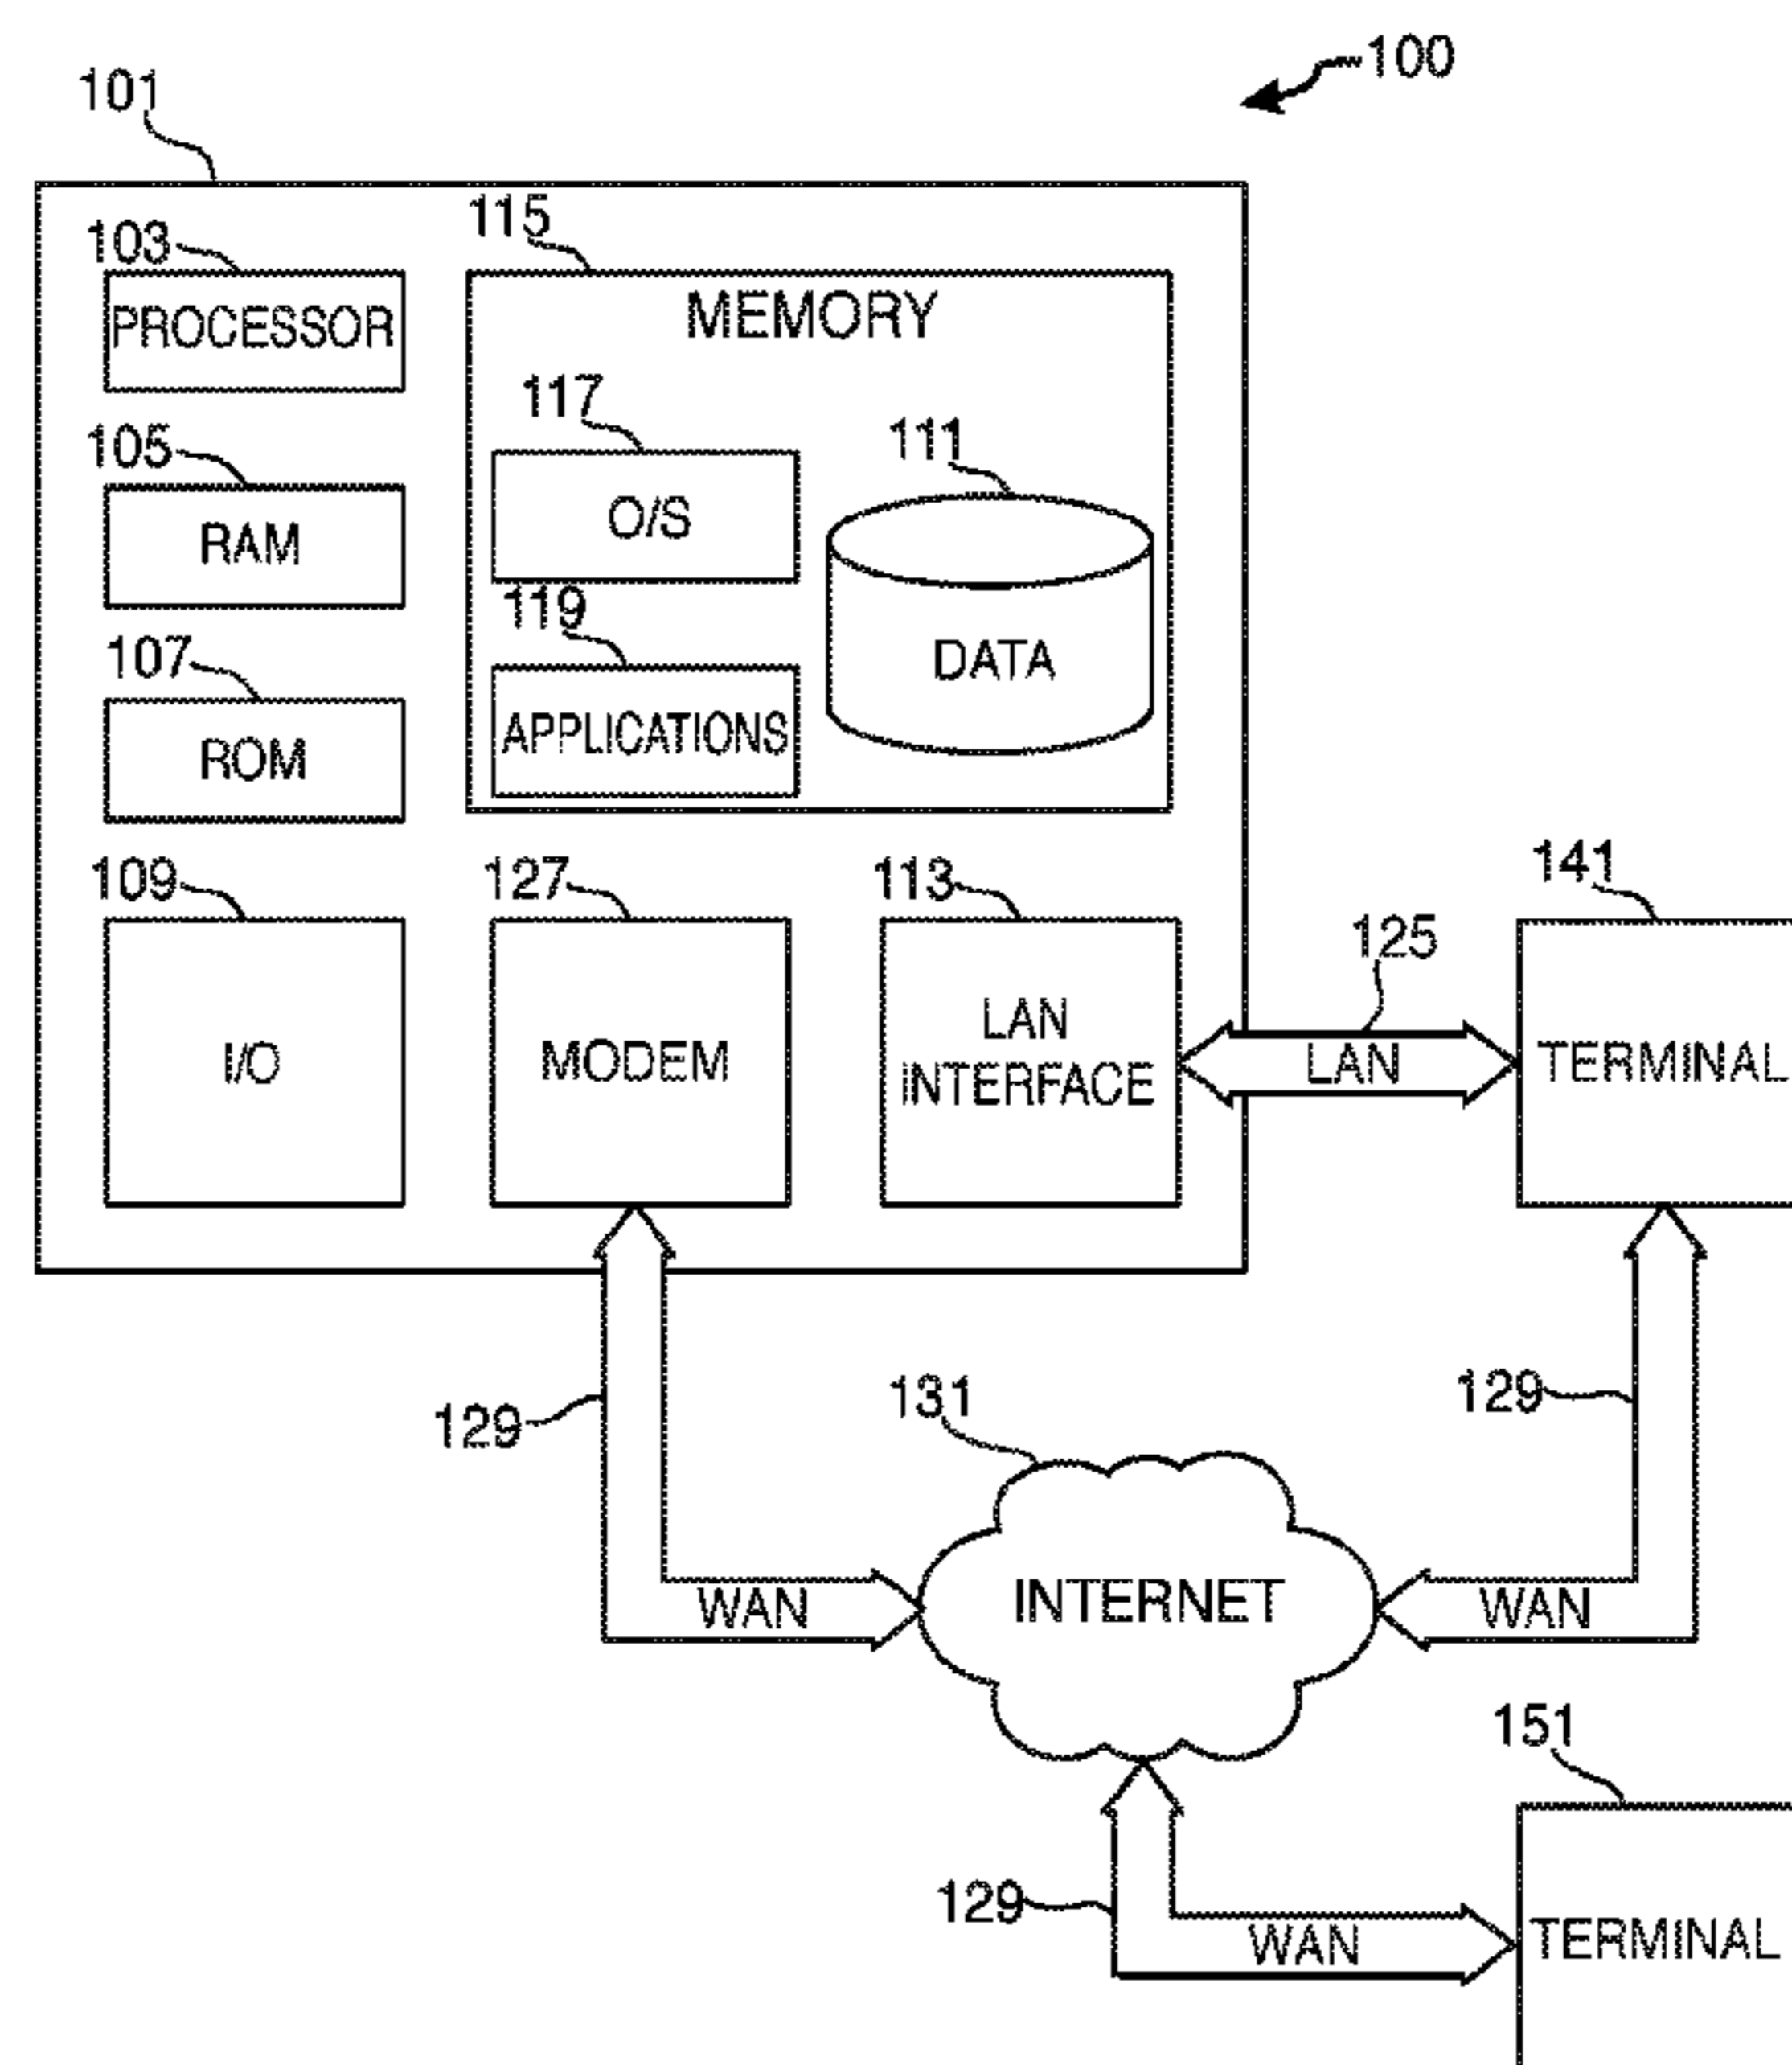 100
101
103
PROCESSOR
115
MEMORY
117
O/S
111
DATA
105
RAM
119
APPLICATIONS
107
ROM
109
I/O
127
MODEM
113
LAN
INTERFACE
125
LAN
141
TERMINAL
129
WAN
131
INTERNET
129
WAN
129
WAN
151
TERMINAL